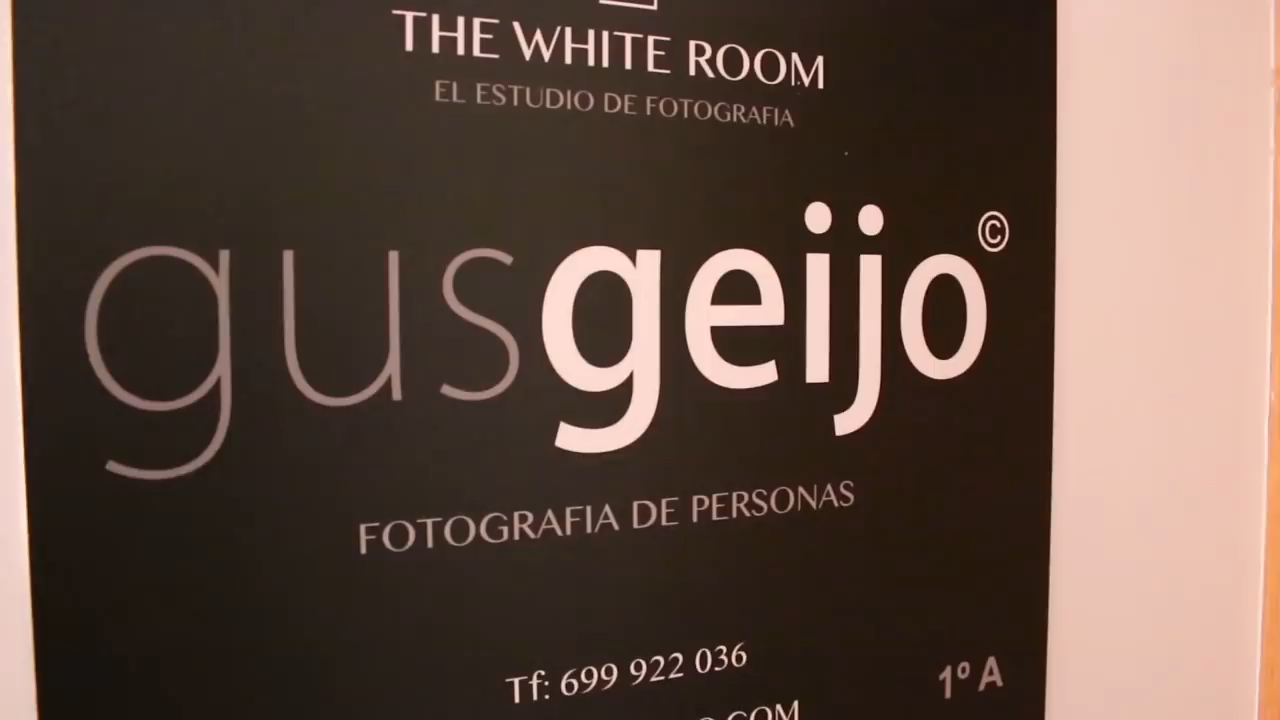 THE WHITE ROOM
EL ESTUDIO DE FOTOGRAFIA
gusgeijo©
FOTOGRAFIA DE PERSONAS
Tf: 699 922 036
1º A